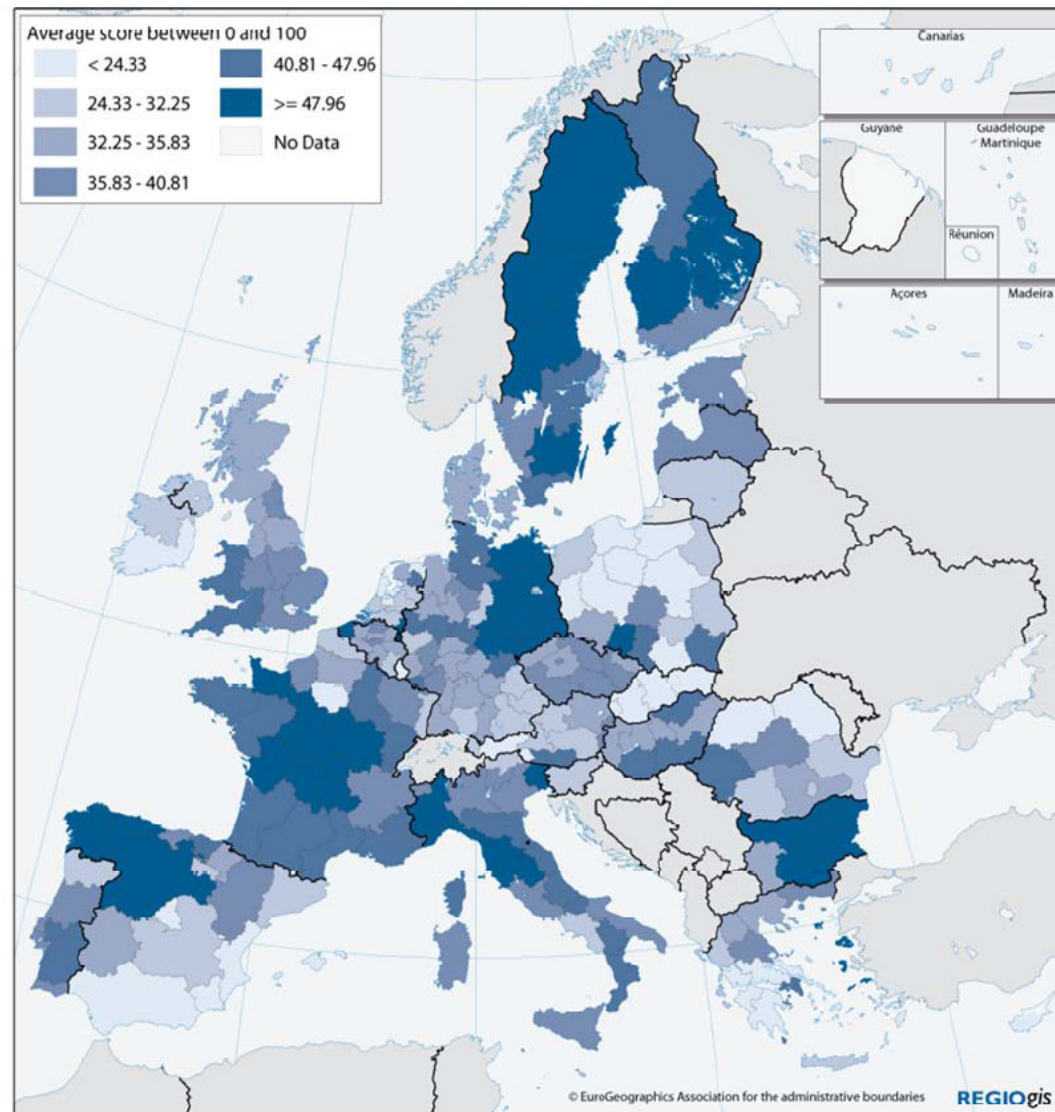 Average score between 0 and 100
< 24.33
24.33 - 32.25
32.25 - 35.83
35.83 - 40.81
40.81 - 47.96
>= 47.96
No Data
Canarias
Guyane
Guadeloupe
Martinique
Réunion
Açores
Madeira
© EuroGeographics Association for the administrative boundaries
REGIOgis